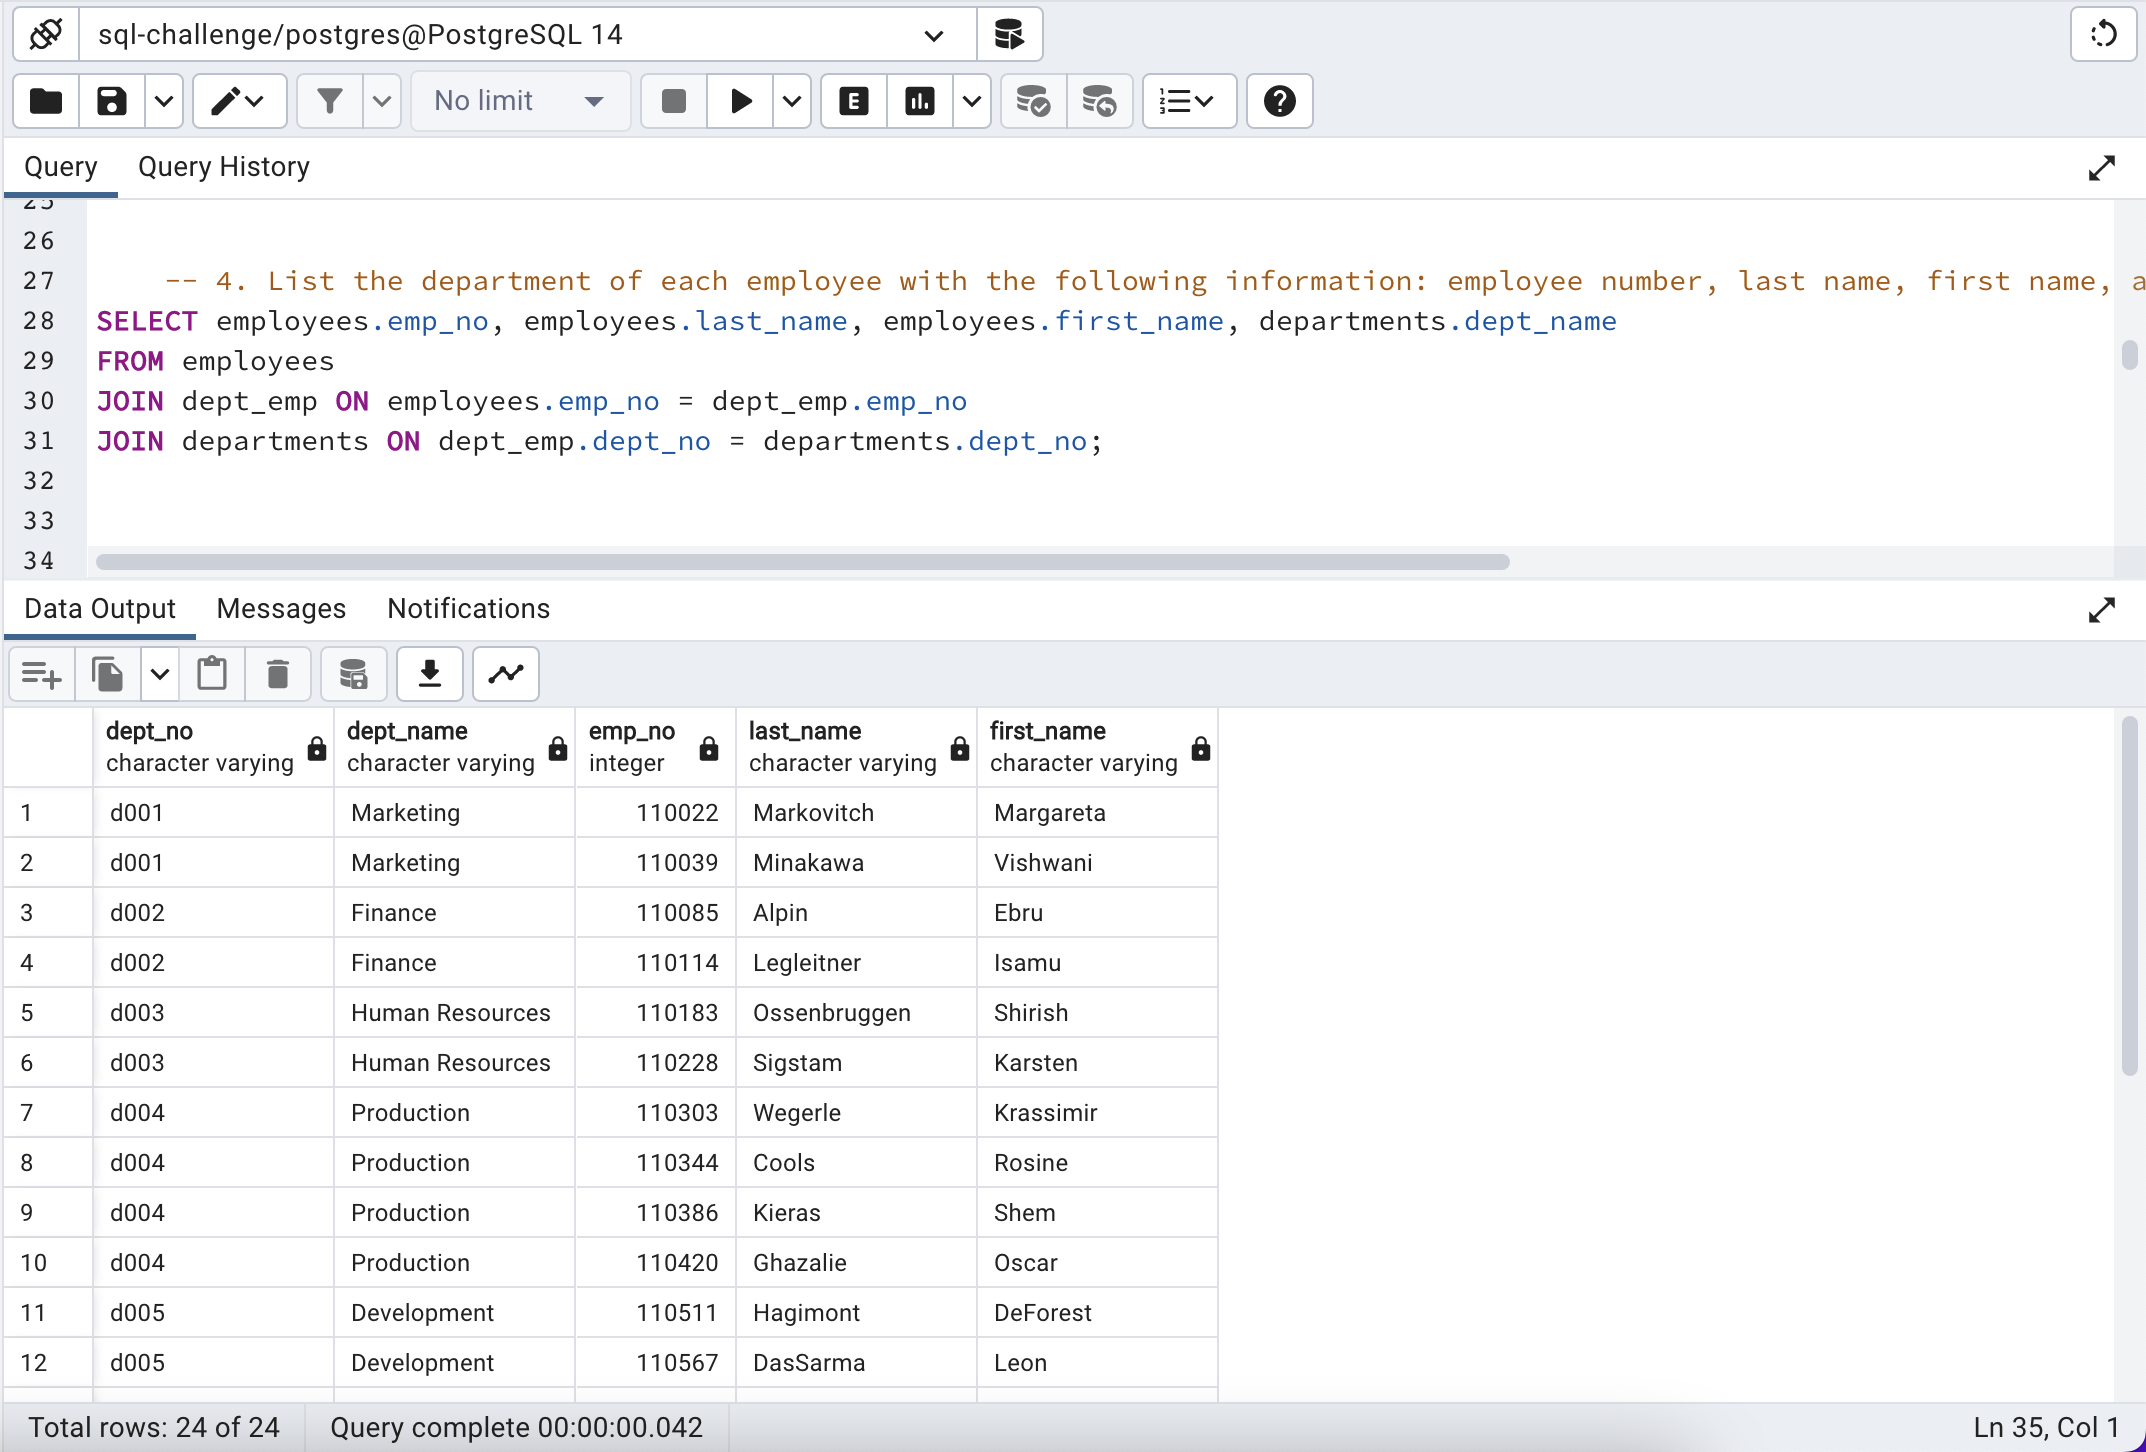 sql-challenge/postgres@PostgreSQL 14
No limit
E
Query Query History
25
26
27 -- 4. List the department of each employee with the following information: employee number, last name, first name, a
28 SELECT employees.emp_no, employees.last_name, employees.first_name, departments.dept_name
29 FROM employees
30 JOIN dept_emp ON employees.emp_no = dept_emp.emp_no
31 JOIN departments ON dept_emp.dept_no = departments.dept_no;
32
33
34
Data Output Messages Notifications
dept_no dept_name emp_no last_name first_name
character varying character varying integer character varying character varying
1 d001 Marketing 110022 Markovitch Margareta
2 d001 Marketing 110039 Minakawa Vishwani
3 d002 Finance 110085 Alpin Ebru
4 d002 Finance 110114 Legleitner Isamu
5 d003 Human Resources 110183 Ossenbruggen Shirish
6 d003 Human Resources 110228 Sigstam Karsten
7 d004 Production 110303 Wegerle Krassimir
8 d004 Production 110344 Cools Rosine
9 d004 Production 110386 Kieras Shem
10 d004 Production 110420 Ghazalie Oscar
11 d005 Development 110511 Hagimont DeForest
12 d005 Development 110567 DasSarma Leon
Total rows: 24 of 24 Query complete 00:00:00.042 Ln 35, Col 1